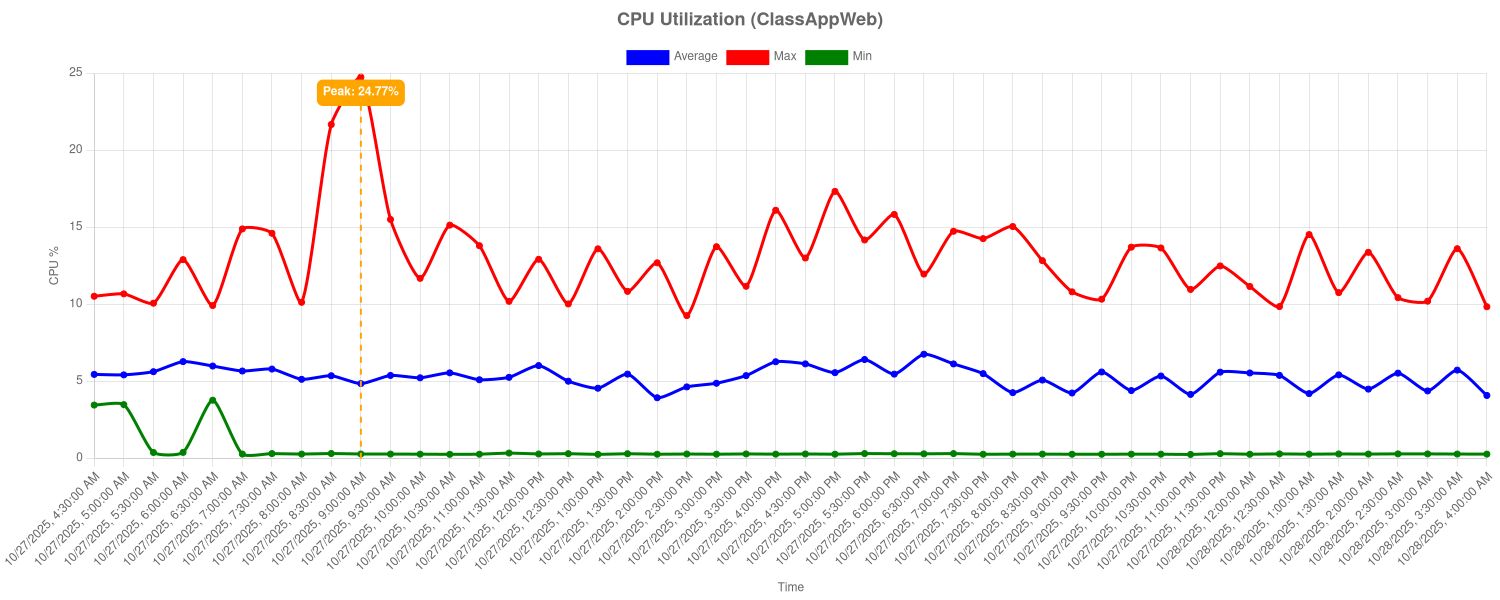 CPU Utilization (ClassAppWeb)
Average Max Min
25
Peak: 24.77%
20
15
10
5
0
CPU %
10/27/2025, 4:30:00 AM
10/27/2025, 5:00:00 AM
10/27/2025, 5:30:00 AM
10/27/2025, 6:00:00 AM
10/27/2025, 6:30:00 AM
10/27/2025, 7:00:00 AM
10/27/2025, 7:30:00 AM
10/27/2025, 8:00:00 AM
10/27/2025, 8:30:00 AM
10/27/2025, 9:00:00 AM
10/27/2025, 9:30:00 AM
10/27/2025, 10:00:00 AM
10/27/2025, 10:30:00 AM
10/27/2025, 11:00:00 AM
10/27/2025, 11:30:00 AM
10/27/2025, 12:00:00 PM
10/27/2025, 12:30:00 PM
10/27/2025, 1:00:00 PM
10/27/2025, 1:30:00 PM
10/27/2025, 2:00:00 PM
10/27/2025, 2:30:00 PM
10/27/2025, 3:00:00 PM
10/27/2025, 3:30:00 PM
10/27/2025, 4:00:00 PM
10/27/2025, 4:30:00 PM
10/27/2025, 5:00:00 PM
10/27/2025, 5:30:00 PM
10/27/2025, 6:00:00 PM
10/27/2025, 6:30:00 PM
10/27/2025, 7:00:00 PM
10/27/2025, 7:30:00 PM
10/27/2025, 8:00:00 PM
10/27/2025, 8:30:00 PM
10/27/2025, 9:00:00 PM
10/27/2025, 9:30:00 PM
10/27/2025, 10:00:00 PM
10/27/2025, 10:30:00 PM
10/27/2025, 11:00:00 PM
10/27/2025, 11:30:00 PM
10/28/2025, 12:00:00 AM
10/28/2025, 12:30:00 AM
10/28/2025, 1:00:00 AM
10/28/2025, 1:30:00 AM
10/28/2025, 2:00:00 AM
10/28/2025, 2:30:00 AM
10/28/2025, 3:00:00 AM
10/28/2025, 3:30:00 AM
10/28/2025, 4:00:00 AM
Time